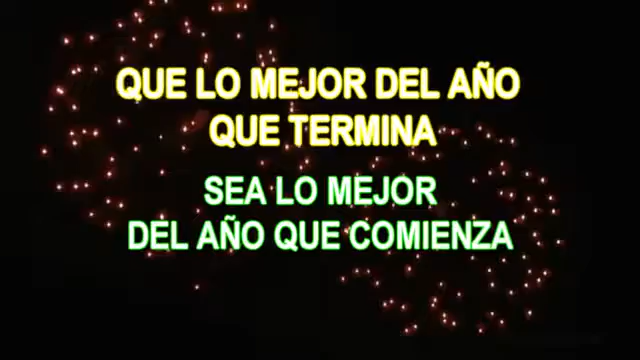 QUE LO MEJOR DEL AÑO
QUE TERMINA
SEA LO MEJOR
DEL AÑO QUE COMIENZA